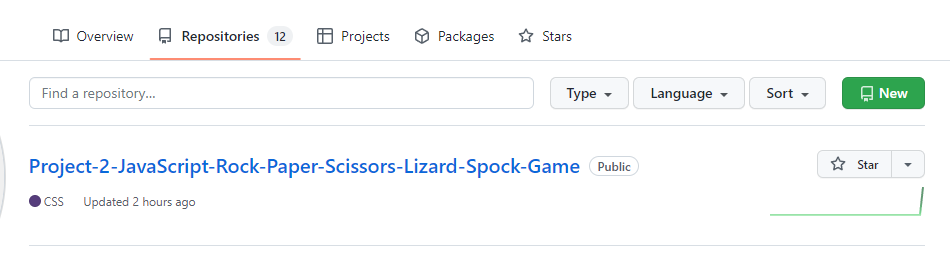 Overview Repositories 12 Projects Packages Stars
Find a repository... Type Language Sort New
Project-2-JavaScript-Rock-Paper-Scissors-Lizard-Spock-Game Public Star
CSS Updated 2 hours ago